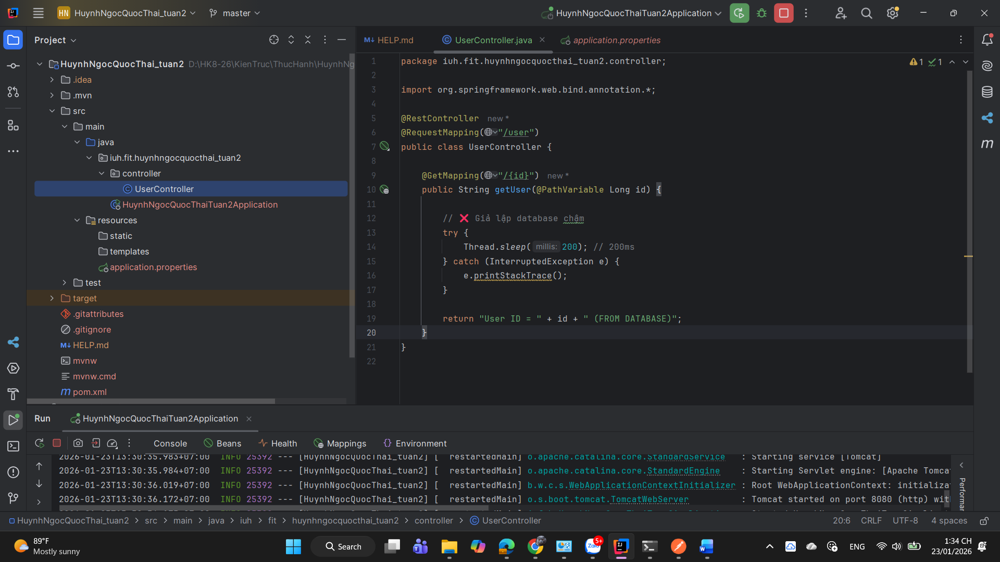 HN HuynhNgocQuocThai_tuan2 master HuynhNgocQuocThaiTuan2Application
Project
HuynhNgocQuocThai_tuan2 D:\HK8-26\KienTruc\ThucHanh\HuynhNg
.idea
.mvn
src
main
java
iuh.fit.huynhngocquocthai_tuan2
controller
UserController
HuynhNgocQuocThaiTuan2Application
resources
static
templates
application.properties
test
target
.gitattributes
.gitignore
HELP.md
mvnw
mvnw.cmd
pom.xml
HELP.md UserController.java application.properties
1 package iuh.fit.huynhngocquocthai_tuan2.controller;
2
3 import org.springframework.web.bind.annotation.*;
4
5 @RestController new *
6 @RequestMapping("/user")
7 public class UserController {
8
9 @GetMapping("/{id}") new *
10 public String getUser(@PathVariable Long id) {
11
12 // ❌ Giả lập database chậm
13 try {
14 Thread.sleep( millis: 200); // 200ms
15 } catch (InterruptedException e) {
16 e.printStackTrace();
17 }
18
19 return "User ID = " + id + " (FROM DATABASE)";
20 }
21 }
22
1 1
Run HuynhNgocQuocThaiTuan2Application
Console Beans Health Mappings Environment
2026-01-23T13:30:35.983+07:00 INFO 25392 --- [HuynhNgocQuocThai_tuan2] [ restartedMain] o.apache.catalina.core.StandardService : Starting service [Tomcat]
2026-01-23T13:30:35.984+07:00 INFO 25392 --- [HuynhNgocQuocThai_tuan2] [ restartedMain] o.apache.catalina.core.StandardEngine : Starting Servlet engine: [Apache Tomca
2026-01-23T13:30:36.019+07:00 INFO 25392 --- [HuynhNgocQuocThai_tuan2] [ restartedMain] b.w.c.s.WebApplicationContextInitializer : Root WebApplicationContext: initializa
2026-01-23T13:30:36.172+07:00 INFO 25392 --- [HuynhNgocQuocThai_tuan2] [ restartedMain] o.s.boot.tomcat.TomcatWebServer : Tomcat started on port 8080 (http) wit
Performan
HuynhNgocQuocThai_tuan2 > src > main > java > iuh > fit > huynhngocquocthai_tuan2 > controller > UserController 20:6 CRLF UTF-8 4 spaces
89°F
Mostly sunny
Search
Zalo 5+
ENG
1:34 CH
23/01/2026